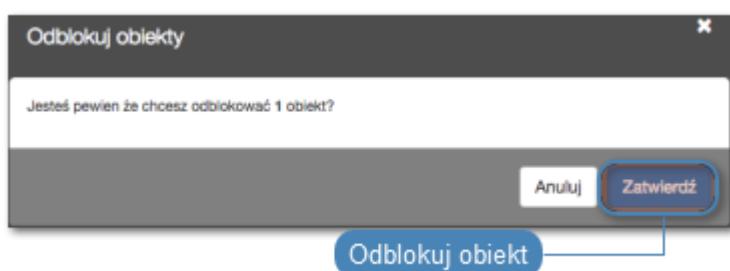 Odblokuj obiekty
Jesteś pewien że chcesz odblokować 1 obiekt?
Anuluj
Zatwierdź
Odblokuj obiekt